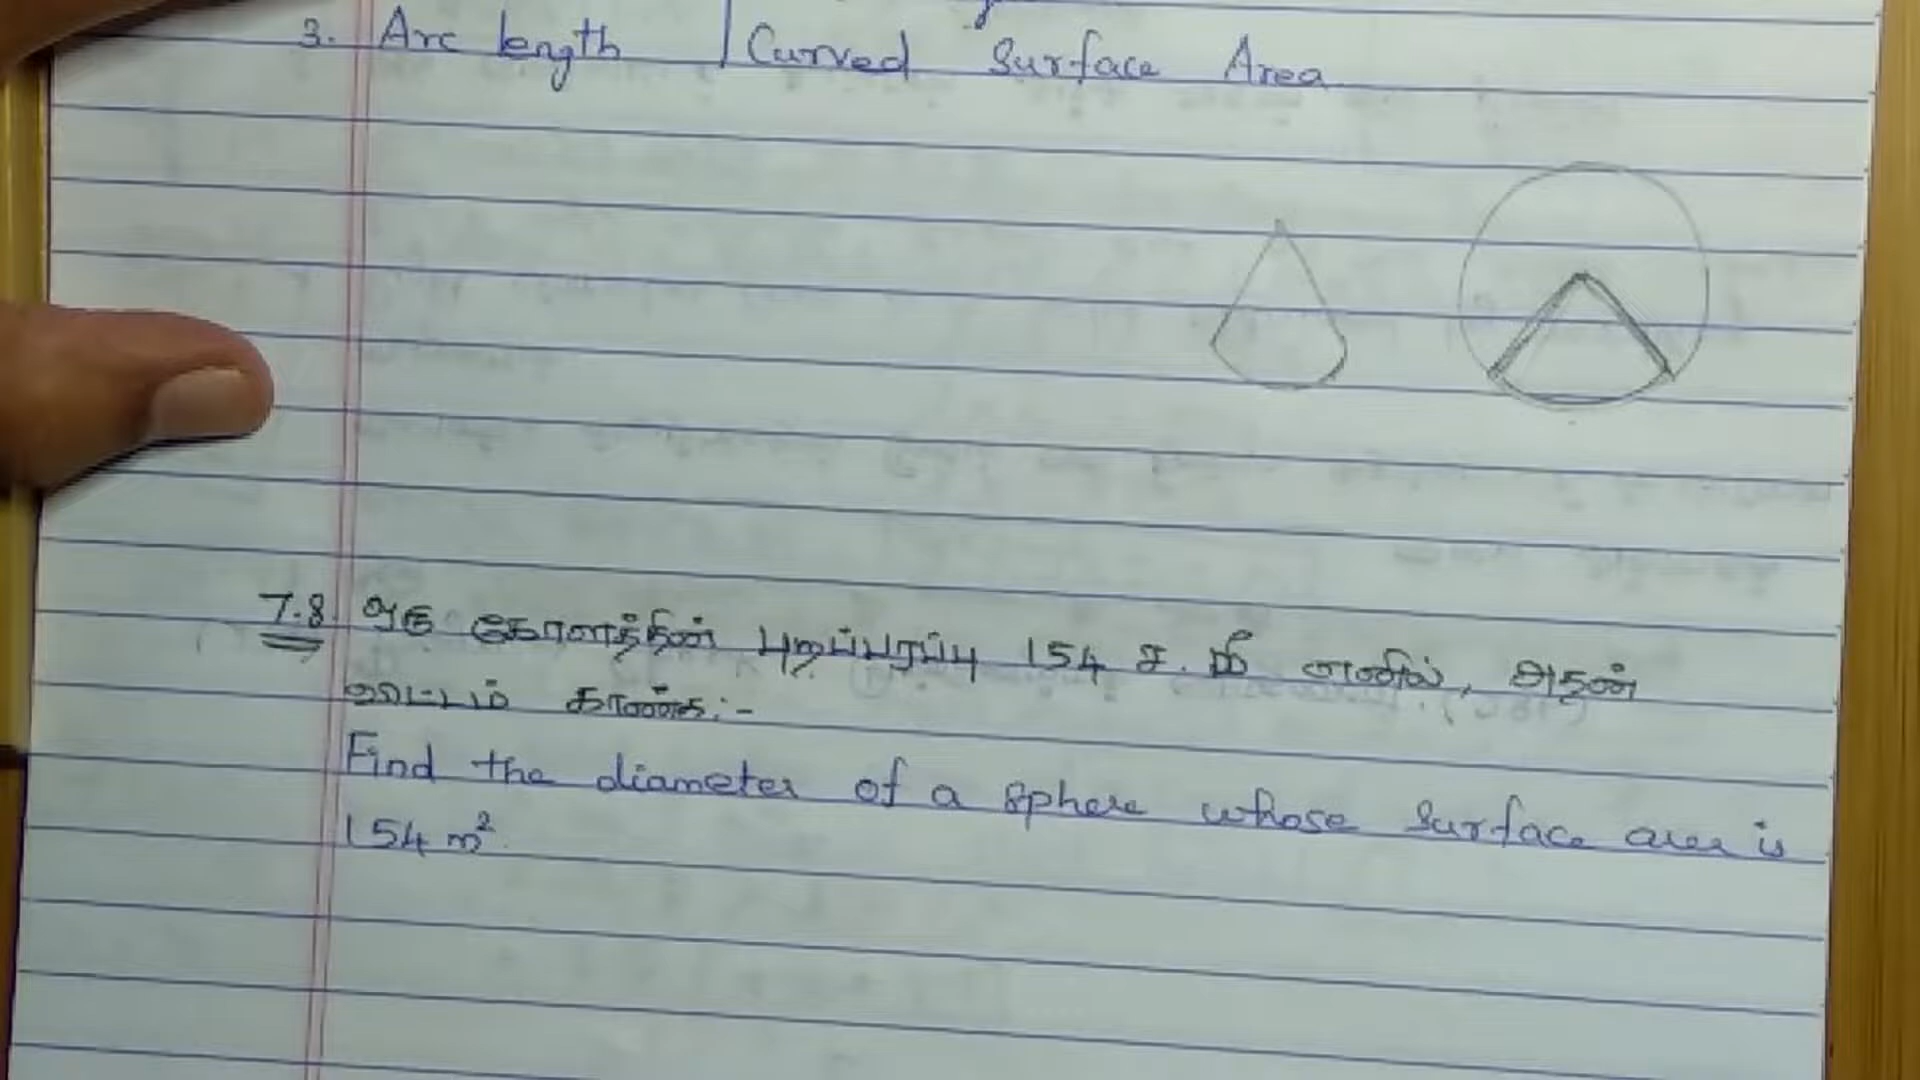 3. Arc length | Curved Surface Area
7.8 ஒரு கோளத்தின் புறப்பரப்பு 154 ச.மீ எனில், அதன்
விட்டம் காண்க:-
Find the diameter of a sphere whose surface area is
154 m²